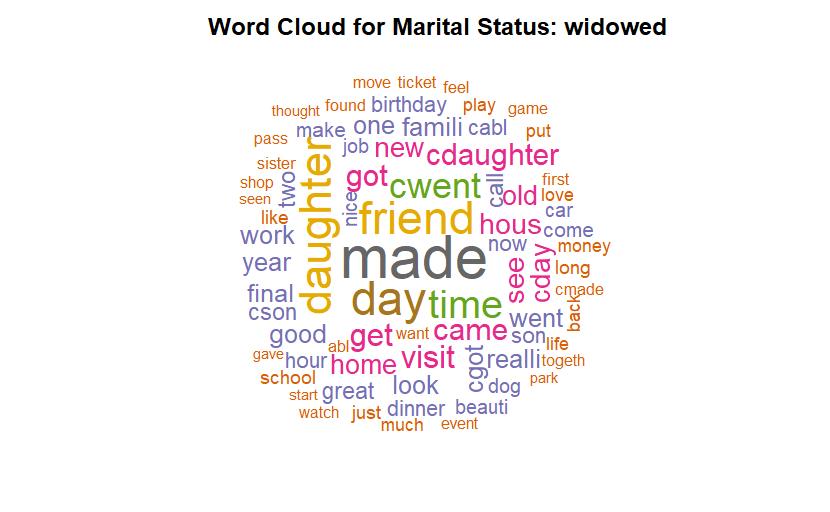 Word Cloud for Marital Status: widowed
move ticket feel
thought found birthday play game
pass make one famili cabl put
sister job new cdaughter
shop two daughter got cwent call old first
seen nice friend love
like hous car
work made now come
year see cday money
final day time long
cson cmade
good get want came went back
gave abl son life
hour home visit cgot realli togeth
school look dog park
start great
watch just dinner beauti
much event